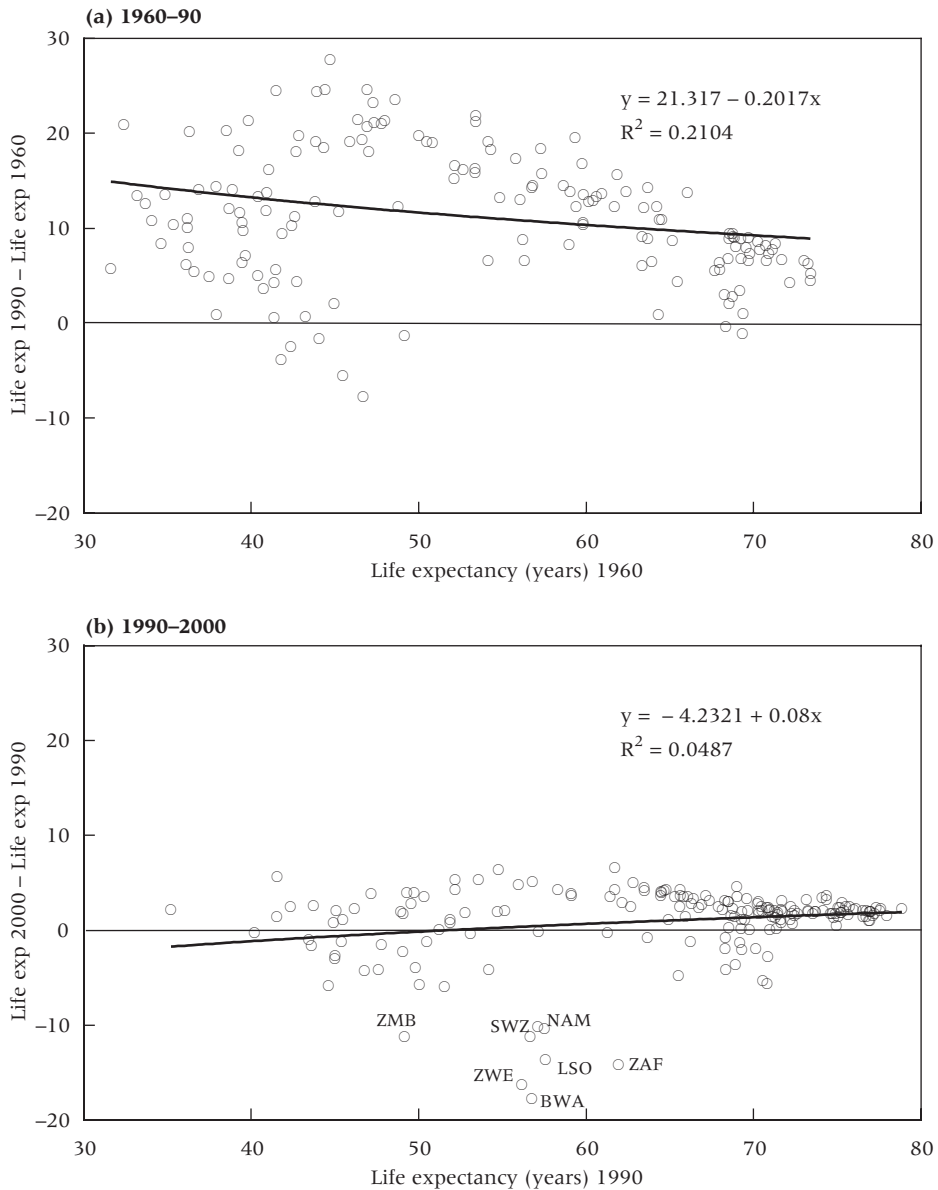 (a) 1960–90
30
20
10
0
–10
–20
Life exp 1990 – Life exp 1960
y = 21.317 – 0.2017x
R² = 0.2104
30 40 50 60 70 80
Life expectancy (years) 1960
(b) 1990–2000
30
20
10
0
–10
–20
Life exp 2000 – Life exp 1990
y = – 4.2321 + 0.08x
R² = 0.0487
ZMB
SWZ
NAM
LSO
ZAF
ZWE
BWA
30 40 50 60 70 80
Life expectancy (years) 1990